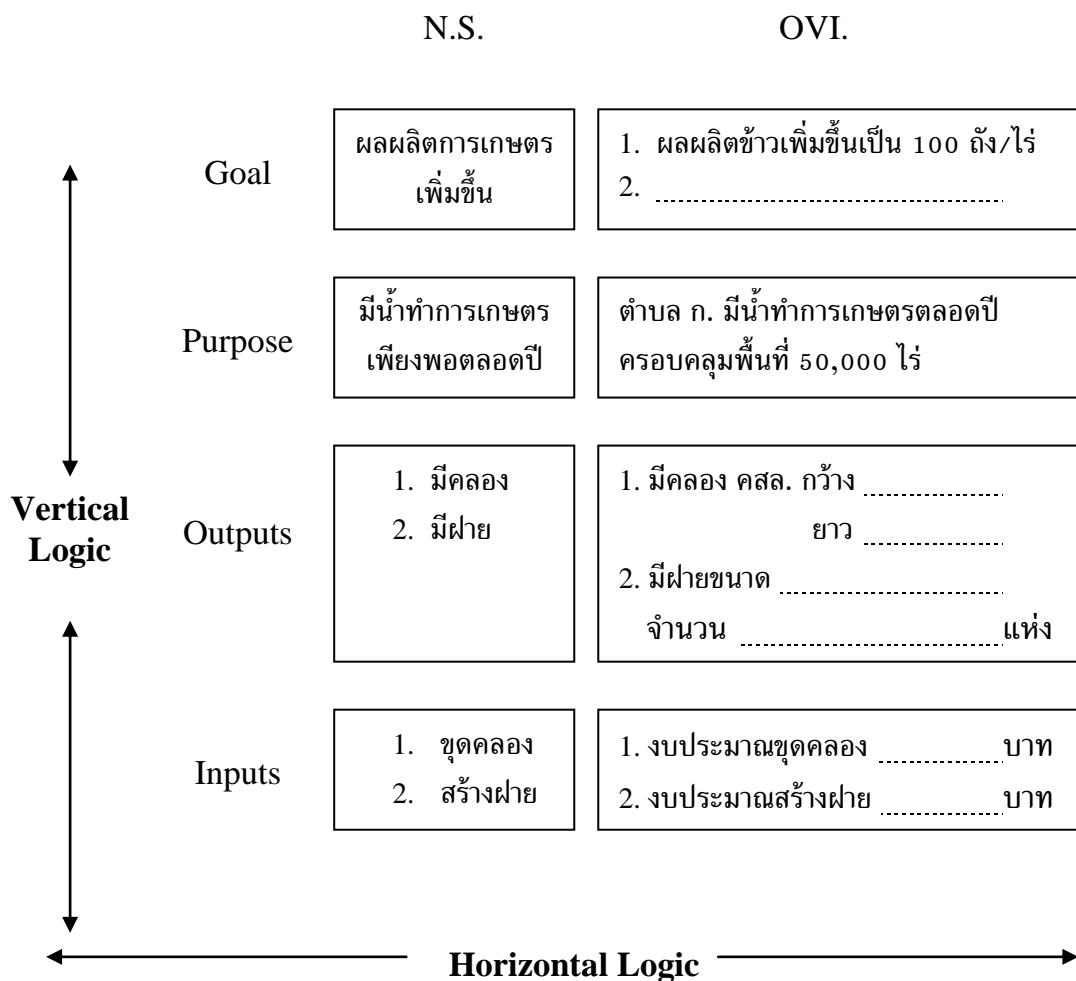 N.S. OVI.
Goal
ผลผลิตการเกษตร
เพิ่มขึ้น
1. ผลผลิตข้าวเพิ่มขึ้นเป็น 100 ถัง/ไร่
2.
Purpose
มีน้ำทำการเกษตร
เพียงพอตลอดปี
ตำบล ก. มีน้ำทำการเกษตรตลอดปี
ครอบคลุมพื้นที่ 50,000 ไร่
Vertical
Logic
Outputs
1. มีคลอง
2. มีฝาย
1. มีคลอง คสล. กว้าง
ยาว
2. มีฝายขนาด
จำนวน แห่ง
Inputs
1. ขุดคลอง
2. สร้างฝาย
1. งบประมาณขุดคลอง บาท
2. งบประมาณสร้างฝาย บาท
Horizontal Logic